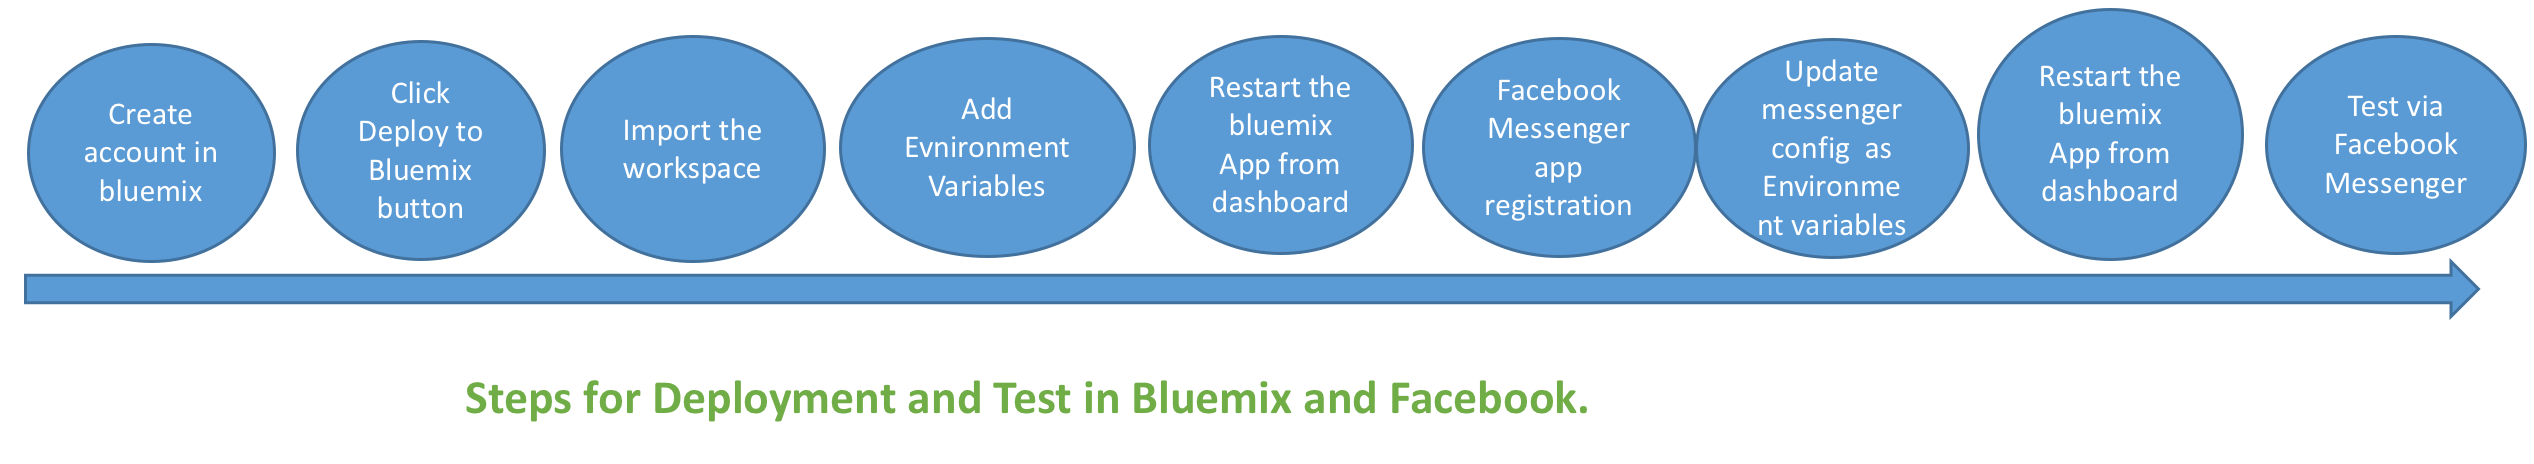 Create
account in
bluemix
Click
Deploy to
Bluemix
button
Import the
workspace
Add
Evnironment
Variables
Restart the
bluemix
App from
dashboard
Facebook
Messenger
app
registration
Update
messenger
config  as
Environme
nt variables
Restart the
bluemix
App from
dashboard
Test via
Facebook
Messenger
Steps for Deployment and Test in Bluemix and Facebook.